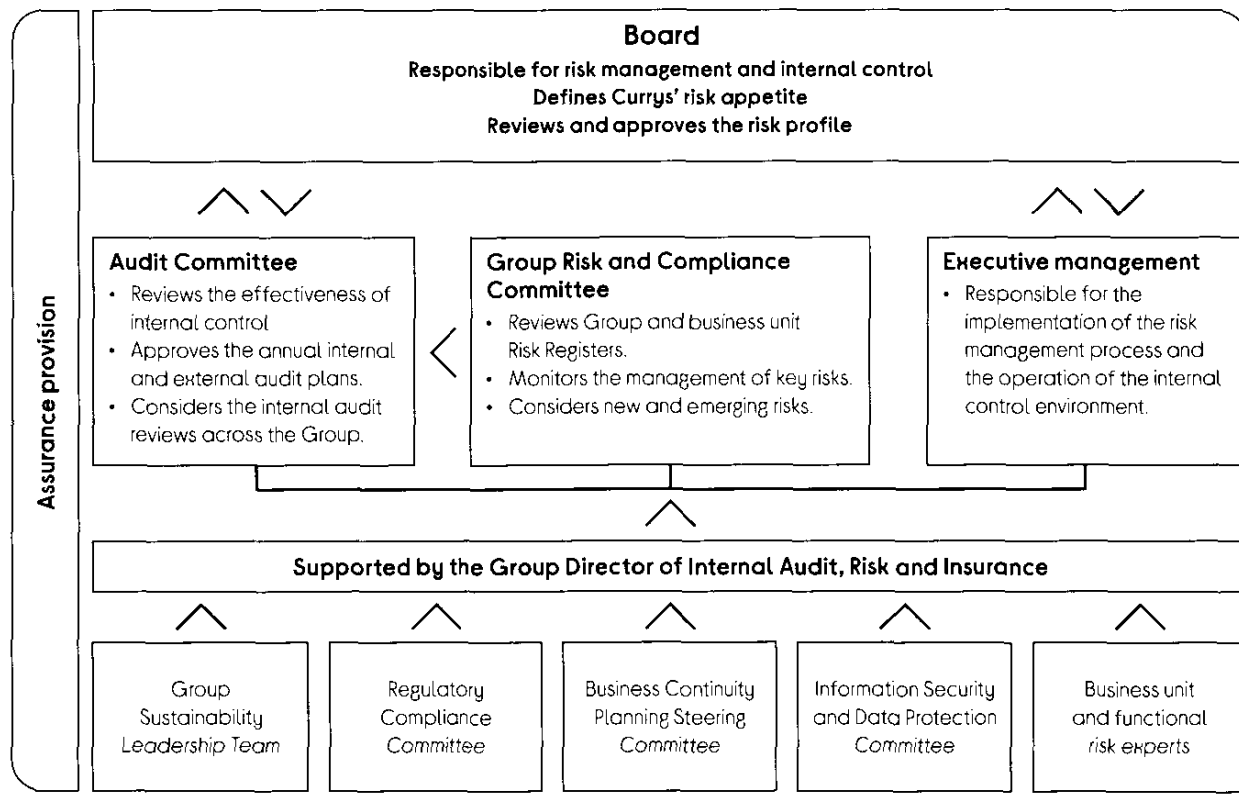 Assurance provision
Board
Responsible for risk management and internal control
Defines Currys' risk appetite
Reviews and approves the risk profile
Audit Committee
• Reviews the effectiveness of
internal control
• Approves the annual internal
and external audit plans.
• Considers the internal audit
reviews across the Group.
Group Risk and Compliance
Committee
• Reviews Group and business unit
Risk Registers.
• Monitors the management of key risks.
• Considers new and emerging risks.
Executive management
• Responsible for the
implementation of the risk
management process and
the operation of the internal
control environment.
Supported by the Group Director of Internal Audit, Risk and Insurance
Group
Sustainability
Leadership Team
Regulatory
Compliance
Committee
Business Continuity
Planning Steering
Committee
Information Security
and Data Protection
Committee
Business unit
and functional
risk experts